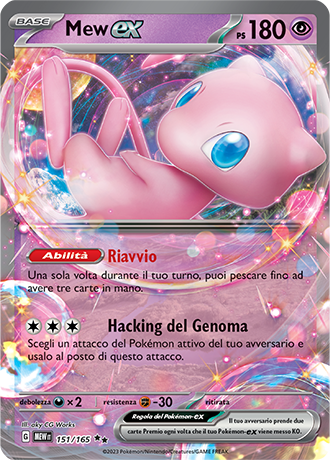 BASE
Mew ex PS 180
Abilità Riavvio
Una sola volta durante il tuo turno, puoi pescare fino ad
avere tre carte in mano.
Hacking del Genoma
Scegli un attacco del Pokémon attivo del tuo avversario e
usalo al posto di questo attacco.
debolezza ×2 resistenza -30 ritirata
Illus. aky CG Works
Regola dei Pokémon-ex
Il tuo avversario prende due
carte Premio ogni volta che il tuo Pokémon-ex viene messo KO.
G MEW IT 151/165
©2023 Pokémon/Nintendo/Creatures/GAME FREAK